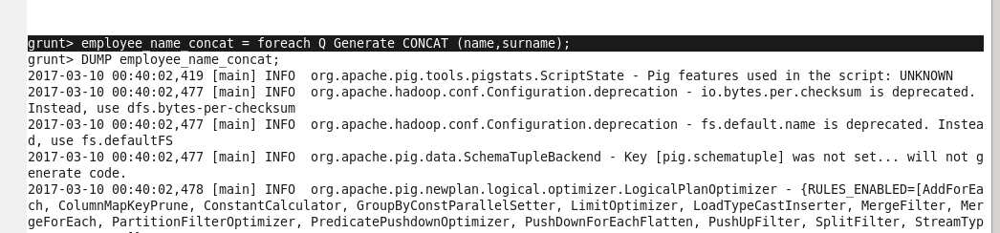 grunt> employee_name_concat = foreach Q Generate CONCAT (name,surname);
grunt> DUMP employee_name_concat;
2017-03-10 00:40:02,419 [main] INFO  org.apache.pig.tools.pigstats.ScriptState - Pig features used in the script: UNKNOWN
2017-03-10 00:40:02,477 [main] INFO  org.apache.hadoop.conf.Configuration.deprecation - io.bytes.per.checksum is deprecated.
Instead, use dfs.bytes-per-checksum
2017-03-10 00:40:02,477 [main] INFO  org.apache.hadoop.conf.Configuration.deprecation - fs.default.name is deprecated. Instea
d, use fs.defaultFS
2017-03-10 00:40:02,477 [main] INFO  org.apache.pig.data.SchemaTupleBackend - Key [pig.schematuple] was not set... will not g
enerate code.
2017-03-10 00:40:02,478 [main] INFO  org.apache.pig.newplan.logical.optimizer.LogicalPlanOptimizer - {RULES_ENABLED=[AddForEa
ch, ColumnMapKeyPrune, ConstantCalculator, GroupByConstParallelSetter, LimitOptimizer, LoadTypeCastInserter, MergeFilter, Mer
geForEach, PartitionFilterOptimizer, PredicatePushdownOptimizer, PushDownForEachFlatten, PushUpFilter, SplitFilter, StreamTyp